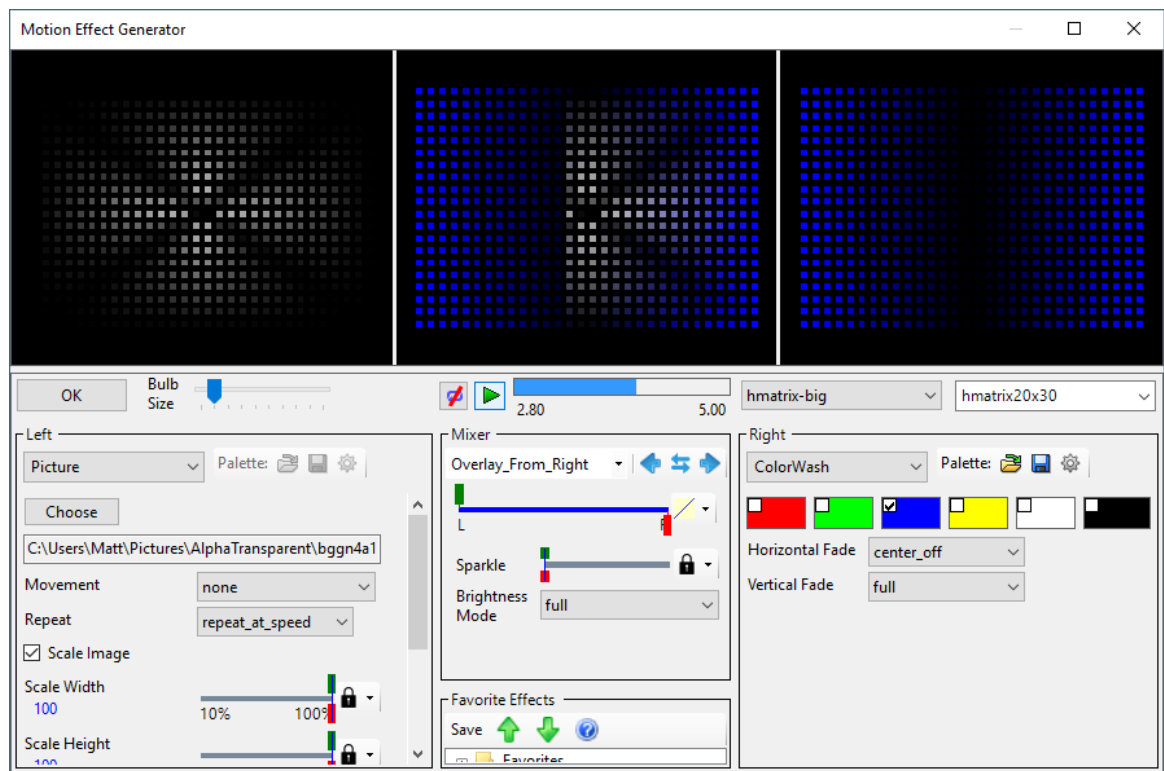 Motion Effect Generator
OK
Bulb
Size
2.80
5.00
hmatrix-big
hmatrix20x30
Left
Picture
Palette:
Choose
C:\Users\Matt\Pictures\AlphaTransparent\bggn4a1
Movement
none
Repeat
repeat_at_speed
Scale Image
Scale Width
100
10%
100%
Scale Height
100
Mixer
Overlay_From_Right
L
Sparkle
Brightness
Mode
full
Favorite Effects
Save
Favorites
Right
ColorWash
Palette:
Horizontal Fade
center_off
Vertical Fade
full